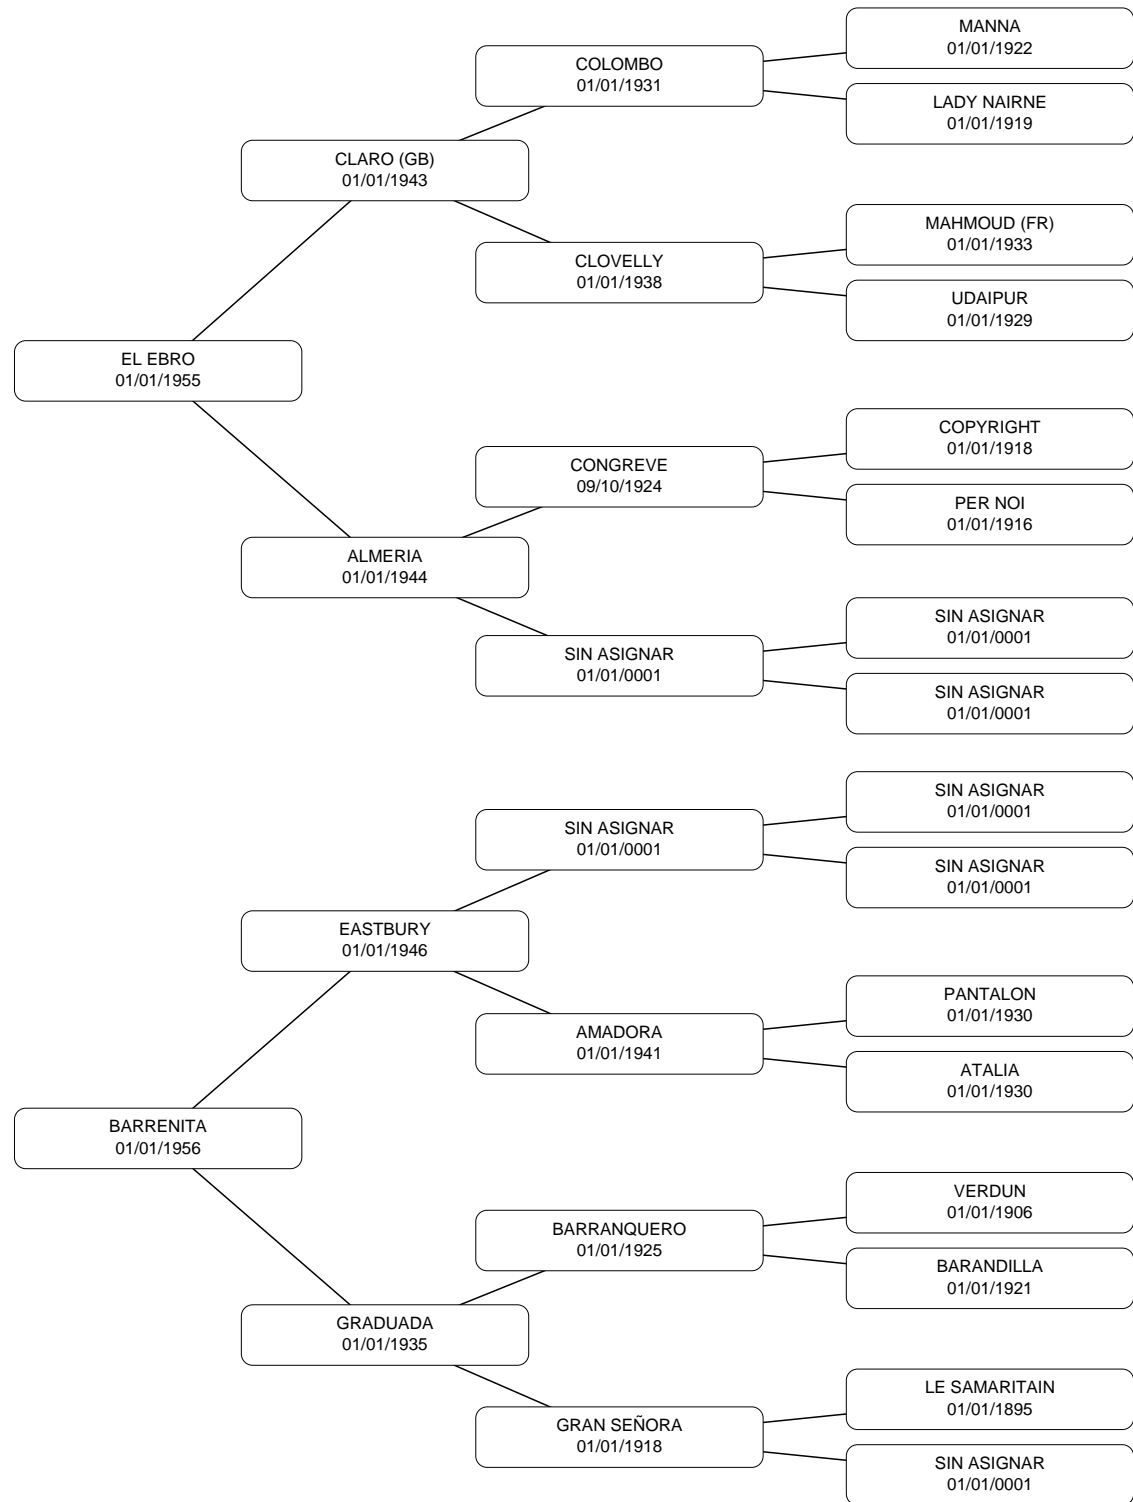 MANNA
01/01/1922
COLOMBO
01/01/1931
LADY NAIRNE
01/01/1919
CLARO (GB)
01/01/1943
MAHMOUD (FR)
01/01/1933
CLOVELLY
01/01/1938
UDAIPUR
01/01/1929
EL EBRO
01/01/1955
COPYRIGHT
01/01/1918
CONGREVE
09/10/1924
PER NOI
01/01/1916
ALMERIA
01/01/1944
SIN ASIGNAR
01/01/0001
SIN ASIGNAR
01/01/0001
SIN ASIGNAR
01/01/0001
SIN ASIGNAR
01/01/0001
SIN ASIGNAR
01/01/0001
SIN ASIGNAR
01/01/0001
EASTBURY
01/01/1946
PANTALON
01/01/1930
AMADORA
01/01/1941
ATALIA
01/01/1930
BARRENITA
01/01/1956
VERDUN
01/01/1906
BARRANQUERO
01/01/1925
BARANDILLA
01/01/1921
GRADUADA
01/01/1935
LE SAMARITAIN
01/01/1895
GRAN SEÑORA
01/01/1918
SIN ASIGNAR
01/01/0001